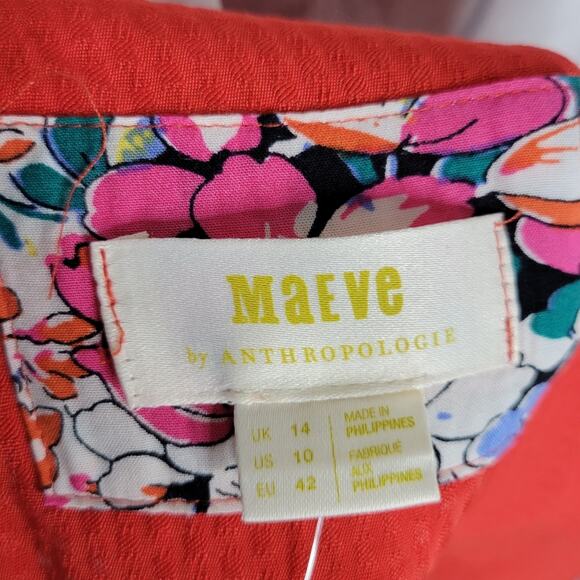 MaEve
by ANTHROPOLOGIE
UK 14
US 10
EU 42
MADE IN
PHILIPPINES
FABRIQUÉ
AUX
PHILIPPINES